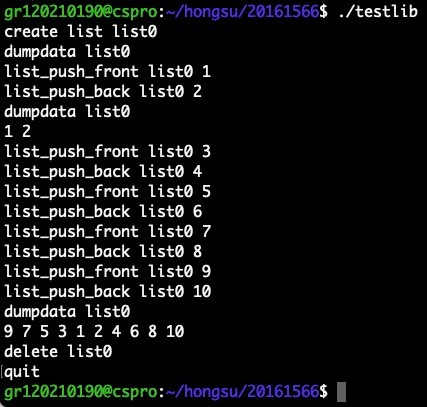 gr120210190@cspro:~/hongsu/20161566$ ./testlib
create list list0
dumpdata list0
list_push_front list0 1
list_push_back list0 2
dumpdata list0
1 2
list_push_front list0 3
list_push_back list0 4
list_push_front list0 5
list_push_back list0 6
list_push_front list0 7
list_push_back list0 8
list_push_front list0 9
list_push_back list0 10
dumpdata list0
9 7 5 3 1 2 4 6 8 10
delete list0
quit
gr120210190@cspro:~/hongsu/20161566$